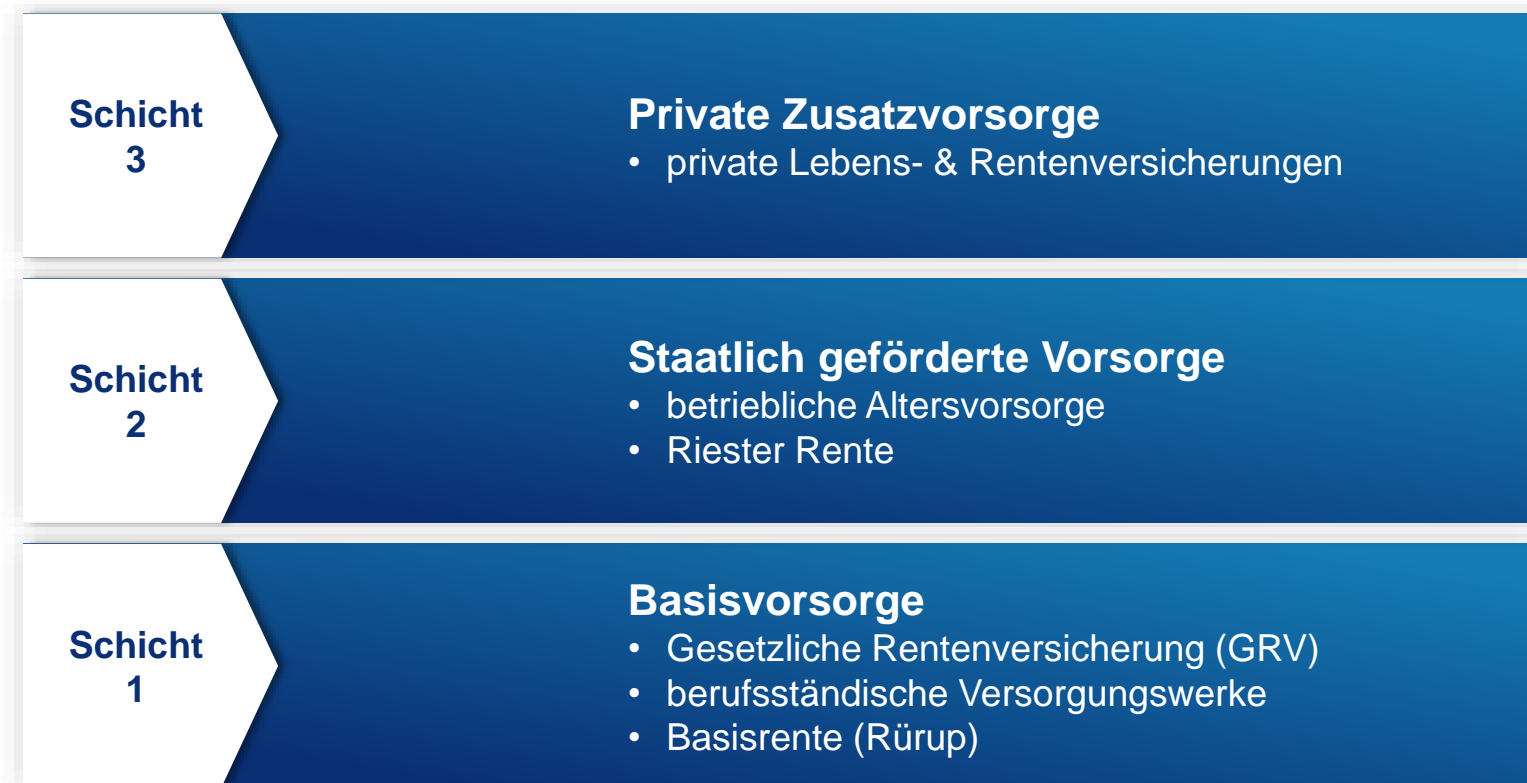 Schicht
3
Private Zusatzvorsorge
• private Lebens- & Rentenversicherungen
Schicht
2
Staatlich geförderte Vorsorge
• betriebliche Altersvorsorge
• Riester Rente
Schicht
1
Basisvorsorge
• Gesetzliche Rentenversicherung (GRV)
• berufsständische Versorgungswerke
• Basisrente (Rürup)